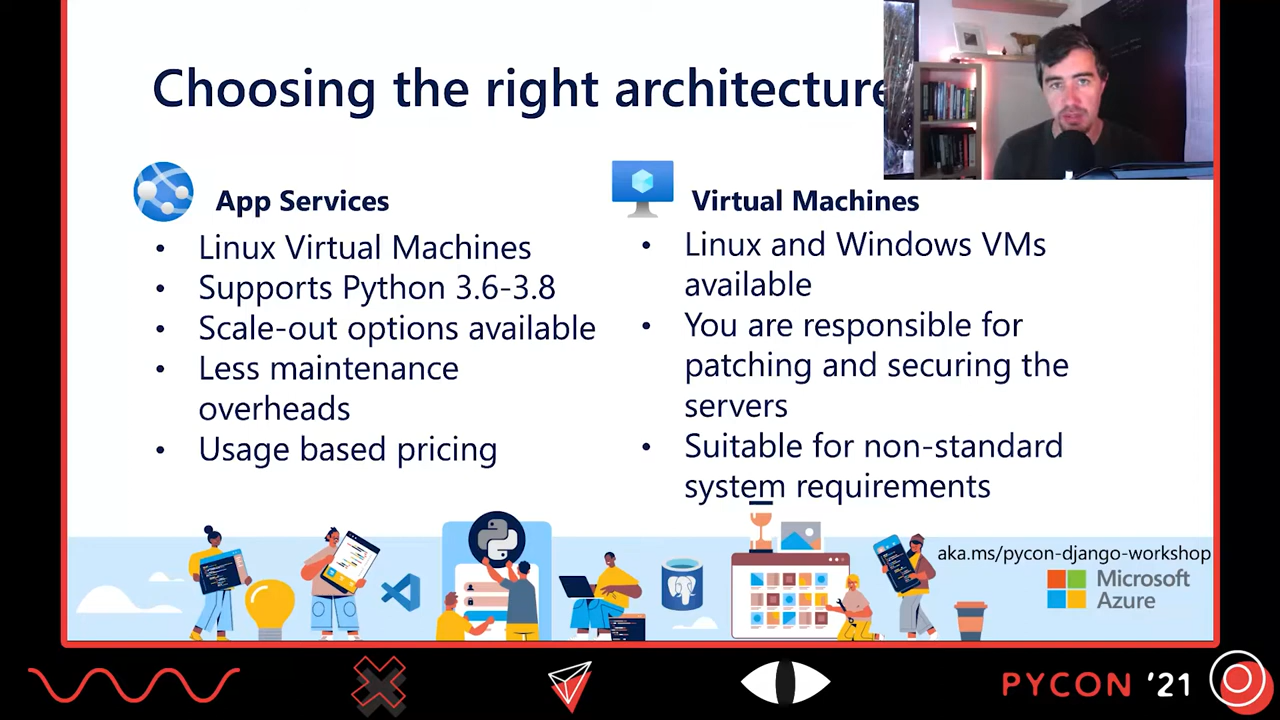 Choosing the right architecture
App Services
• Linux Virtual Machines
• Supports Python 3.6-3.8
• Scale-out options available
• Less maintenance
overheads
• Usage based pricing
Virtual Machines
• Linux and Windows VMs
available
• You are responsible for
patching and securing the
servers
• Suitable for non-standard
system requirements
aka.ms/pycon-django-workshop
Microsoft
Azure
PYCON '21